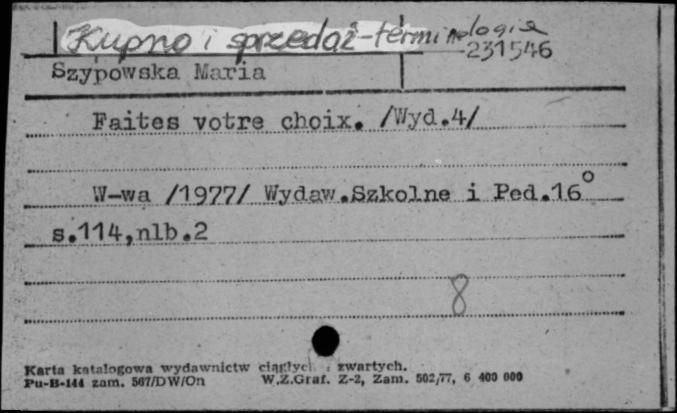 Kupno i sprzedaż - terminologia
231546
Szypowska Maria
Faites votre choix. /Wyd.4/
W-wa /1977/ Wydaw.Szkolne i Ped.16°
s.114,nlb.2
8
Karta katalogowa wydawnictw ciągłych i zwartych.
Pu-B-144 zam. 567/DW/On W.Z.Graf. Z-2, Zam. 502/77, 6 400 000